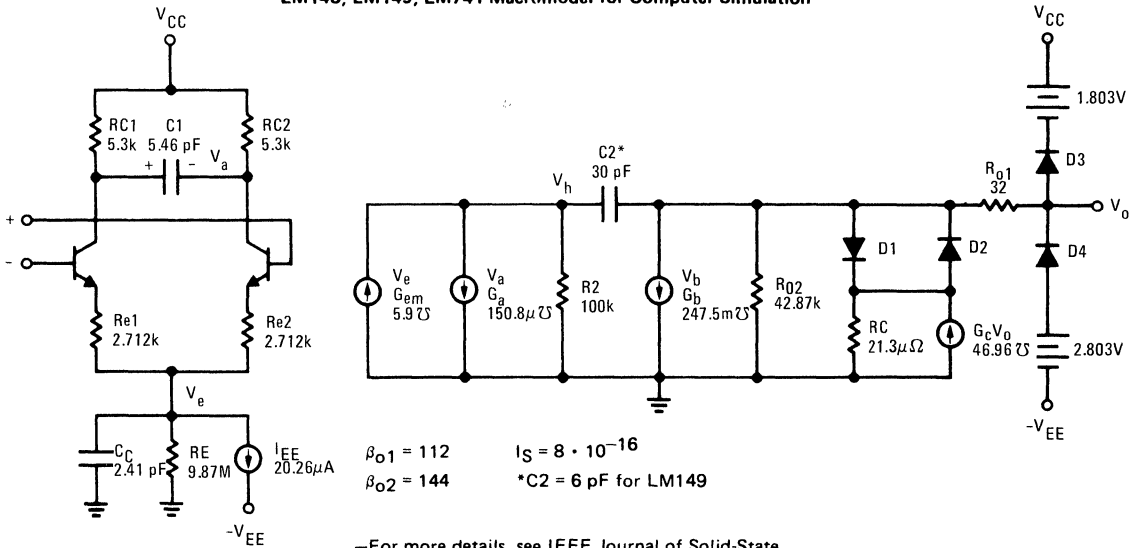 LM148, LM149, LM741 Macromodel for Computer Simulation
VCC
RC1
5.3k
C1
5.46 pF
RC2
5.3k
+ −
Va
+
−
Re1
2.712k
Re2
2.712k
Ve
CC
2.41 pF
RE
9.87M
IEE
20.26μA
-VEE
Vh
C2*
30 pF
Ve
Gem
5.9℧
Va
Ga
150.8μ℧
R2
100k
Vb
Gb
247.5m℧
R02
42.87k
D1
D2
RC
21.3μΩ
GcVo
46.96℧
Ro1
32
VCC
1.803V
D3
Vo
D4
2.803V
-VEE
βo1 = 112
IS = 8 · 10−16
βo2 = 144
*C2 = 6 pF for LM149
—For more details, see IEEE Journal of Solid-State